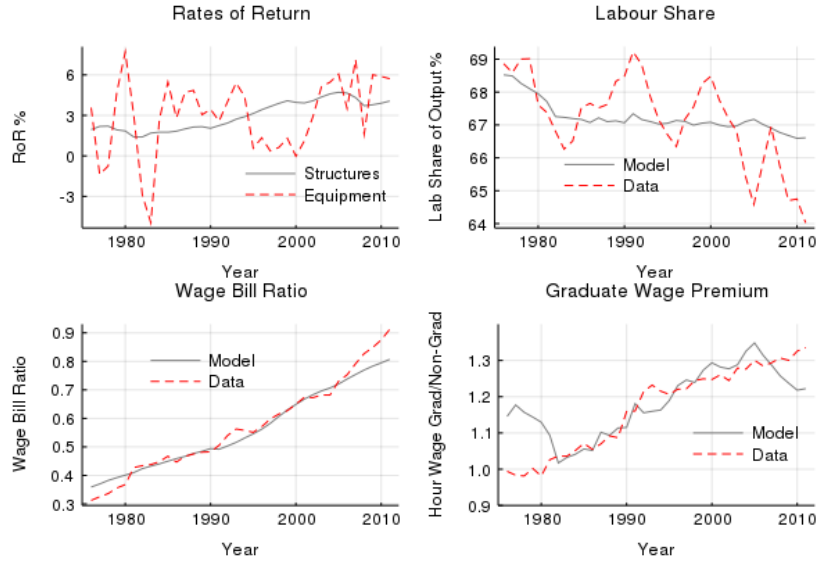 Rates of Return
RoR %
6
3
0
-3
Structures
Equipment
1980
1990
2000
2010
Year
Labour Share
Lab Share of Output %
69
68
67
66
65
64
Model
Data
1980
1990
2000
2010
Year
Wage Bill Ratio
Wage Bill Ratio
0.9
0.8
0.7
0.6
0.5
0.4
0.3
Model
Data
1980
1990
2000
2010
Year
Graduate Wage Premium
Hour Wage Grad/Non-Grad
1.3
1.2
1.1
1.0
0.9
Model
Data
1980
1990
2000
2010
Year